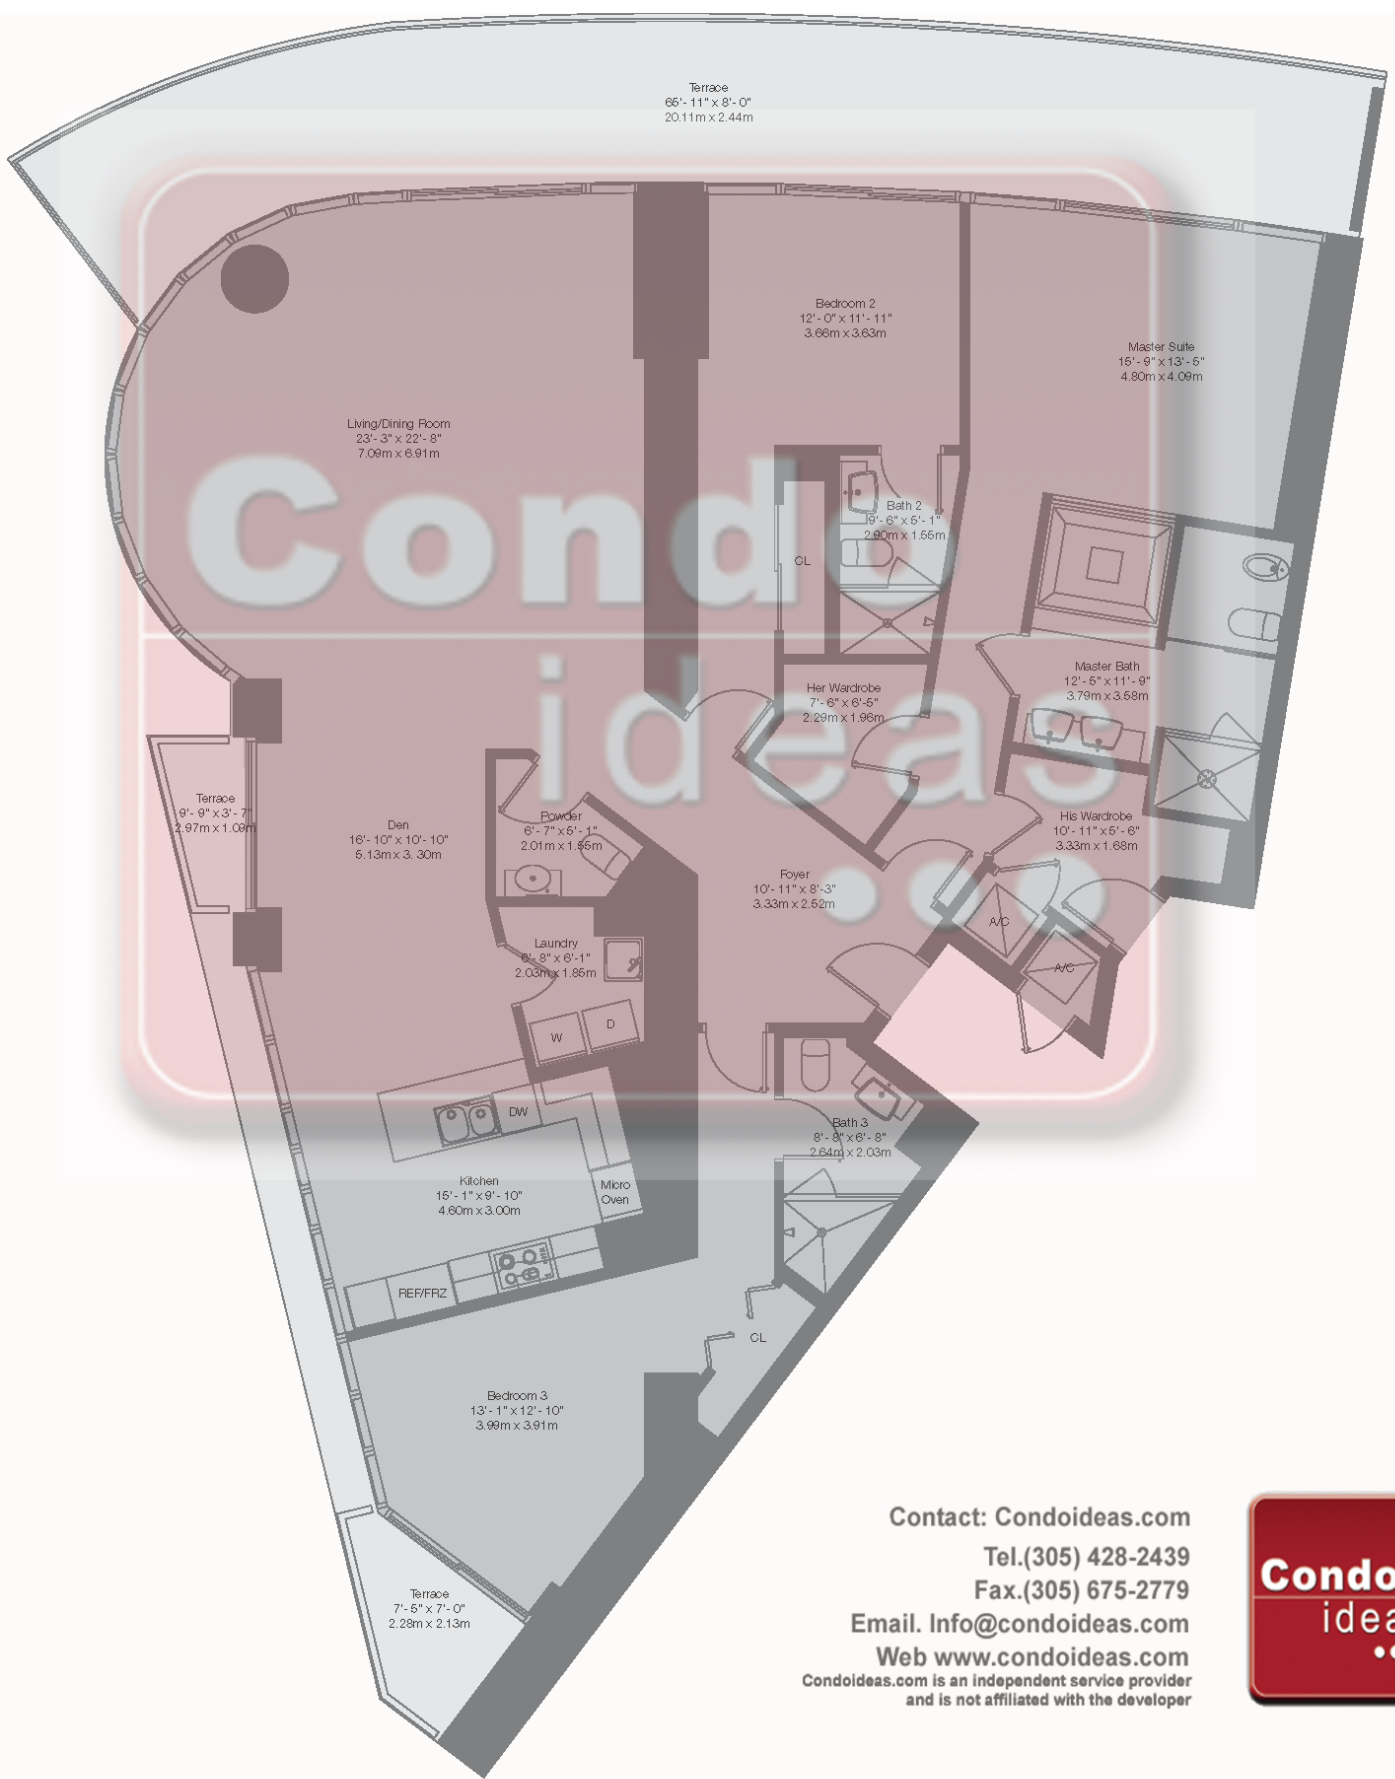 Terrace
65'- 11" x 8'- 0"
20.11m x 2.44m
Bedroom 2
12'- 0" x 11'- 11"
3.66m x 3.63m
Master Suite
15'- 9" x 13'- 5"
4.80m x 4.09m
Living/Dining Room
23'- 3" x 22'- 8"
7.09m x 6.91m
Condo
ideas
Bath 2
9'- 6" x 5'- 1"
2.90m x 1.55m
CL
Master Bath
12'- 5" x 11'- 9"
3.79m x 3.58m
Her Wardrobe
7'- 6" x 6'-5"
2.29m x 1.96m
Terrace
9'- 9" x 3'- 7"
2.97m x 1.09m
Den
16'- 10" x 10'- 10"
5.13m x 3. 30m
Powder
6'- 7" x 5'- 1"
2.01m x 1.55m
His Wardrobe
10'- 11" x 5'- 6"
3.33m x 1.68m
Foyer
10'- 11" x 8'-3"
3.33m x 2.52m
A/C
A/C
Laundry
6'- 8" x 6'-1"
2.03m x 1.85m
W
D
DW
Bath 3
8'- 8" x 6'- 8"
2.64m x 2.03m
Kitchen
15'- 1" x 9'- 10"
4.60m x 3.00m
Micro
Oven
REF/FRZ
CL
Bedroom 3
13'- 1" x 12'- 10"
3.99m x 3.91m
Terrace
7'- 5" x 7'- 0"
2.28m x 2.13m
Contact: Condoideas.com
Tel.(305) 428-2439
Fax.(305) 675-2779
Email. Info@condoideas.com
Web www.condoideas.com
Condoideas.com is an independent service provider
and is not affiliated with the developer
Condo
idea